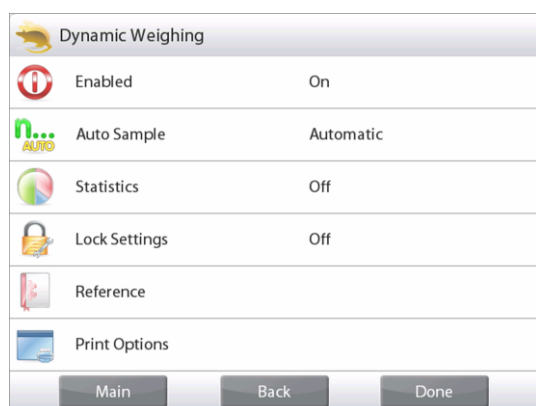 Dynamic Weighing
Enabled On
n... AUTO Auto Sample Automatic
Statistics Off
Lock Settings Off
Reference
Print Options
Main Back Done